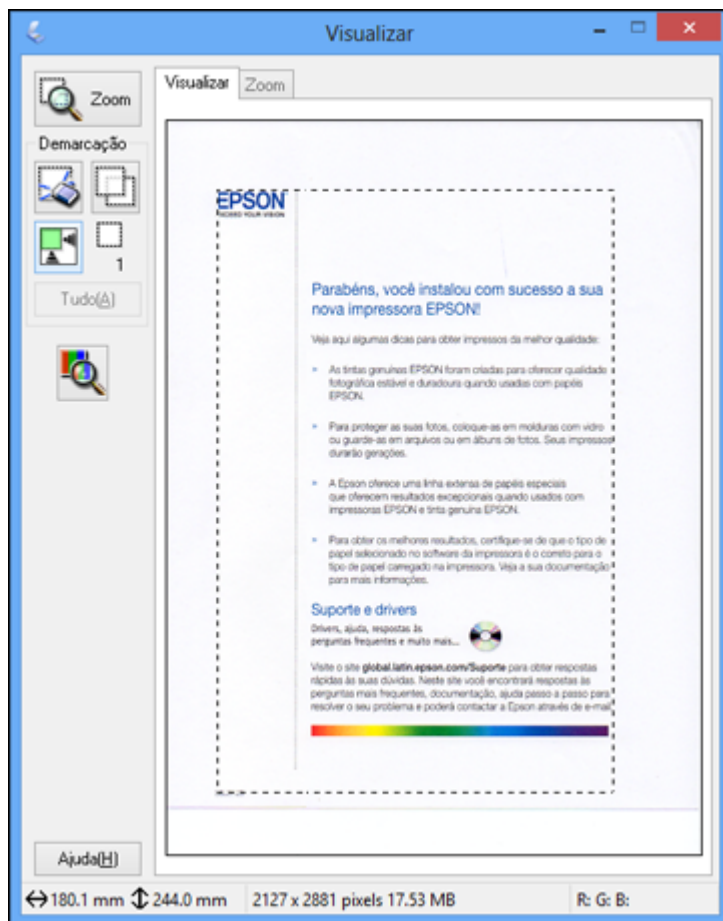 Visualizar
Zoom
Visualizar
Zoom
Demarcação
1
Tudo(A)
Ajuda(H)
EPSON
EXCEED YOUR VISION
Parabéns, você instalou com sucesso a sua
nova impressora EPSON!
Veja aqui algumas dicas para obter impressos da melhor qualidade:
» As tintas genuínas EPSON foram criadas para oferecer qualidade
fotográfica estável e duradoura quando usadas com papéis
EPSON.
» Para proteger as suas fotos, coloque-as em molduras com vidro
ou guarde-as em arquivos ou em álbuns de fotos. Seus impressos
durarão gerações.
» A Epson oferece uma linha extensa de papéis especiais
que oferecem resultados excepcionais quando usados com
impressoras EPSON e tinta genuína EPSON.
» Para obter os melhores resultados, certifique-se de que o tipo de
papel selecionado no software da impressora é o correto para o
tipo de papel carregado na impressora. Veja a sua documentação
para mais informações.
Suporte e drivers
Drivers, ajuda, respostas às
perguntas frequentes e muito mais...
Visite o site global.latin.epson.com/Suporte para obter respostas
rápidas às suas dúvidas. Neste site você encontrará respostas às
perguntas mais frequentes, documentação, ajuda passo a passo para
resolver o seu problema e poderá contactar a Epson através de e-mail.
180.1 mm 244.0 mm 2127 x 2881 pixels 17.53 MB R: G: B: